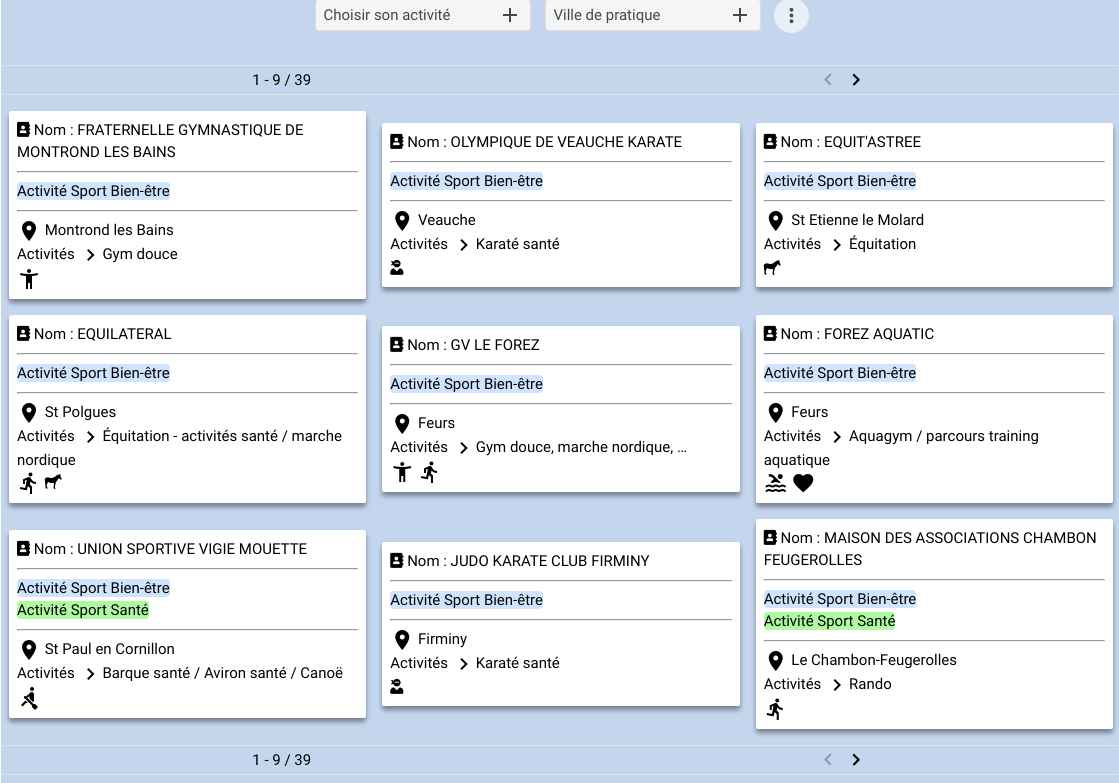 Choisir son activité
Ville de pratique
1 - 9 / 39
Nom : FRATERNELLE GYMNASTIQUE DE
MONTROND LES BAINS
Activité Sport Bien-être
Montrond les Bains
Activités Gym douce
Nom : OLYMPIQUE DE VEAUCHE KARATE
Activité Sport Bien-être
Veauche
Activités Karaté santé
Nom : EQUIT'ASTREE
Activité Sport Bien-être
St Etienne le Molard
Activités Équitation
Nom : EQUILATERAL
Activité Sport Bien-être
St Polgues
Activités Équitation - activités santé / marche
nordique
Nom : GV LE FOREZ
Activité Sport Bien-être
Feurs
Activités Gym douce, marche nordique, ...
Nom : FOREZ AQUATIC
Activité Sport Bien-être
Feurs
Activités Aquagym / parcours training
aquatique
Nom : UNION SPORTIVE VIGIE MOUETTE
Activité Sport Bien-être
Activité Sport Santé
St Paul en Cornillon
Activités Barque santé / Aviron santé / Canoë
Nom : JUDO KARATE CLUB FIRMINY
Activité Sport Bien-être
Firminy
Activités Karaté santé
Nom : MAISON DES ASSOCIATIONS CHAMBON
FEUGEROLLES
Activité Sport Bien-être
Activité Sport Santé
Le Chambon-Feugerolles
Activités Rando
1 - 9 / 39